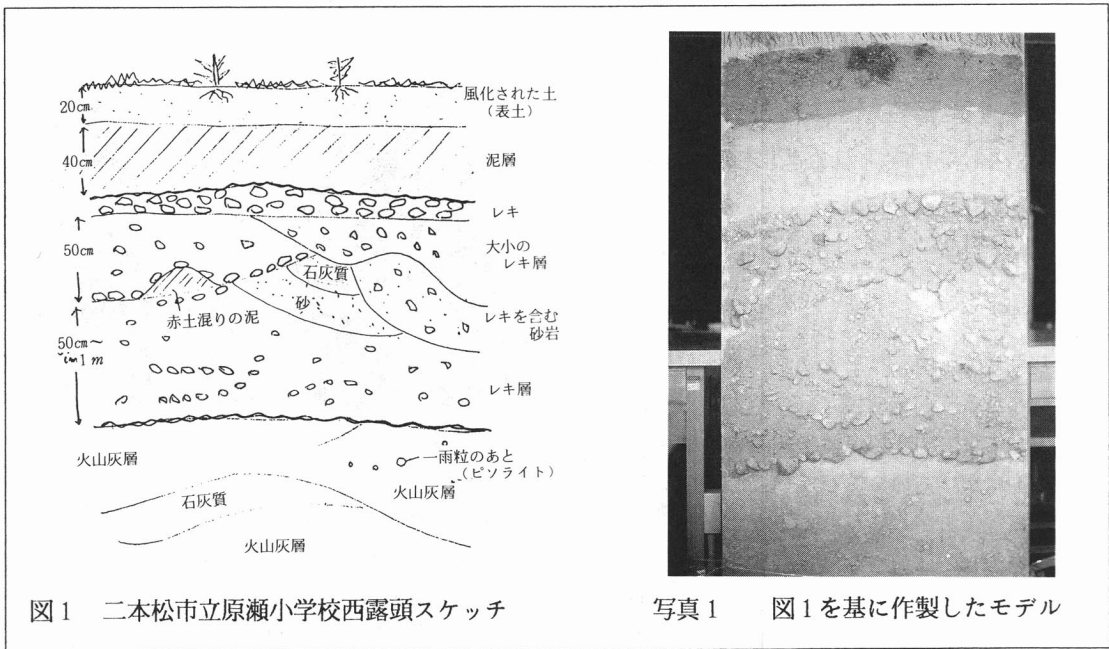 20cm
風化された土
(表土)
40cm
泥層
レキ
50cm
大小の
レキ層
石灰質
砂
赤土混りの泥
レキを含む
砂岩
50cm～
1m
レキ層
火山灰層
雨粒のあと
(ピソライト)
火山灰層
石灰質
火山灰層
図1 二本松市立原瀬小学校西露頭スケッチ
写真1 図1を基に作製したモデル